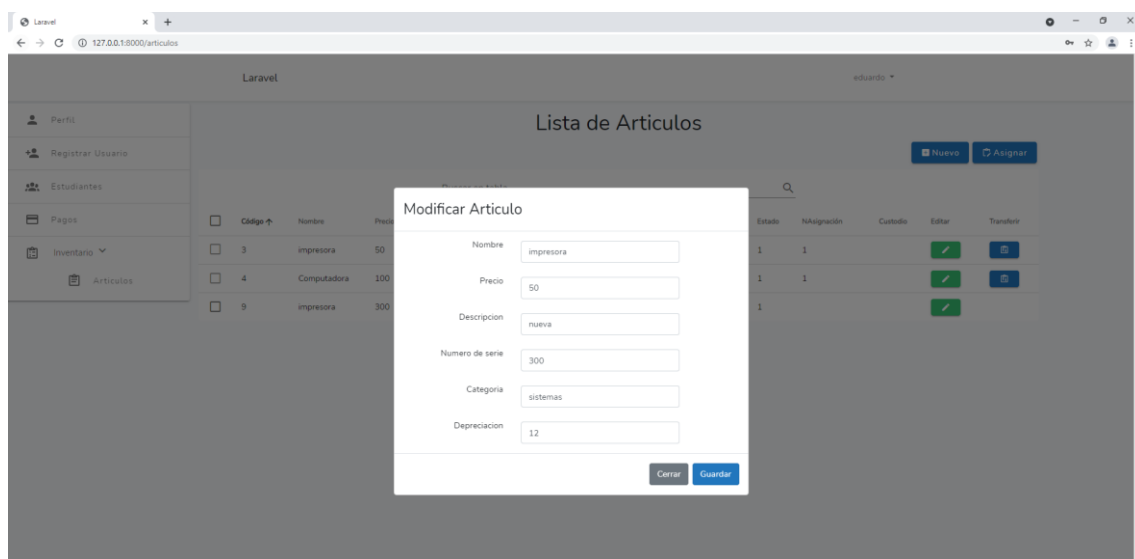 Laravel
127.0.0.1:8000/articulos
Laravel
eduardo
Perfil
Registrar Usuario
Estudiantes
Pagos
Inventario
Articulos
Lista de Articulos
Nuevo
Asignar
Código Nombre Estado NAsignación Custodio Editar Transferir
3 impresora 50 1 1
4 Computadora 100 1 1
9 impresora 300 1
Modificar Articulo
Nombre impresora
Precio 50
Descripcion nueva
Numero de serie 300
Categoria sistemas
Depreciacion 12
Cerrar Guardar